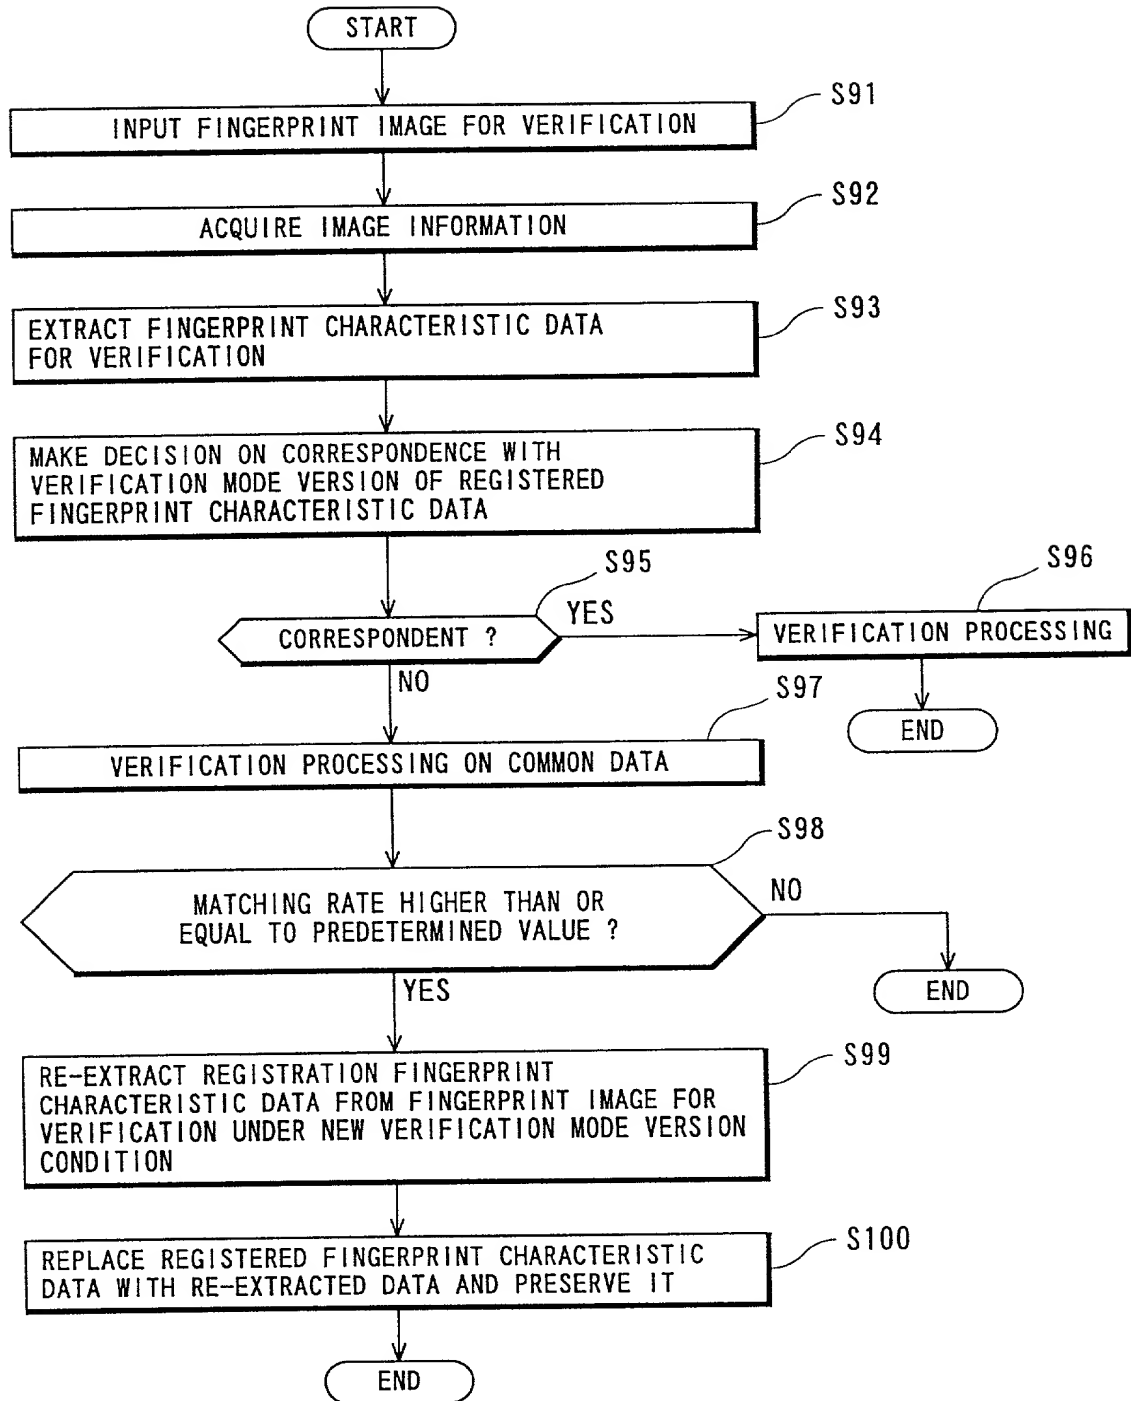 START
S91
INPUT FINGERPRINT IMAGE FOR VERIFICATION
S92
ACQUIRE IMAGE INFORMATION
S93
EXTRACT FINGERPRINT CHARACTERISTIC DATA
FOR VERIFICATION
S94
MAKE DECISION ON CORRESPONDENCE WITH
VERIFICATION MODE VERSION OF REGISTERED
FINGERPRINT CHARACTERISTIC DATA
S95
CORRESPONDENT ?
YES
S96
VERIFICATION PROCESSING
END
NO
S97
VERIFICATION PROCESSING ON COMMON DATA
S98
MATCHING RATE HIGHER THAN OR
EQUAL TO PREDETERMINED VALUE ?
NO
END
YES
S99
RE-EXTRACT REGISTRATION FINGERPRINT
CHARACTERISTIC DATA FROM FINGERPRINT IMAGE FOR
VERIFICATION UNDER NEW VERIFICATION MODE VERSION
CONDITION
S100
REPLACE REGISTERED FINGERPRINT CHARACTERISTIC
DATA WITH RE-EXTRACTED DATA AND PRESERVE IT
END